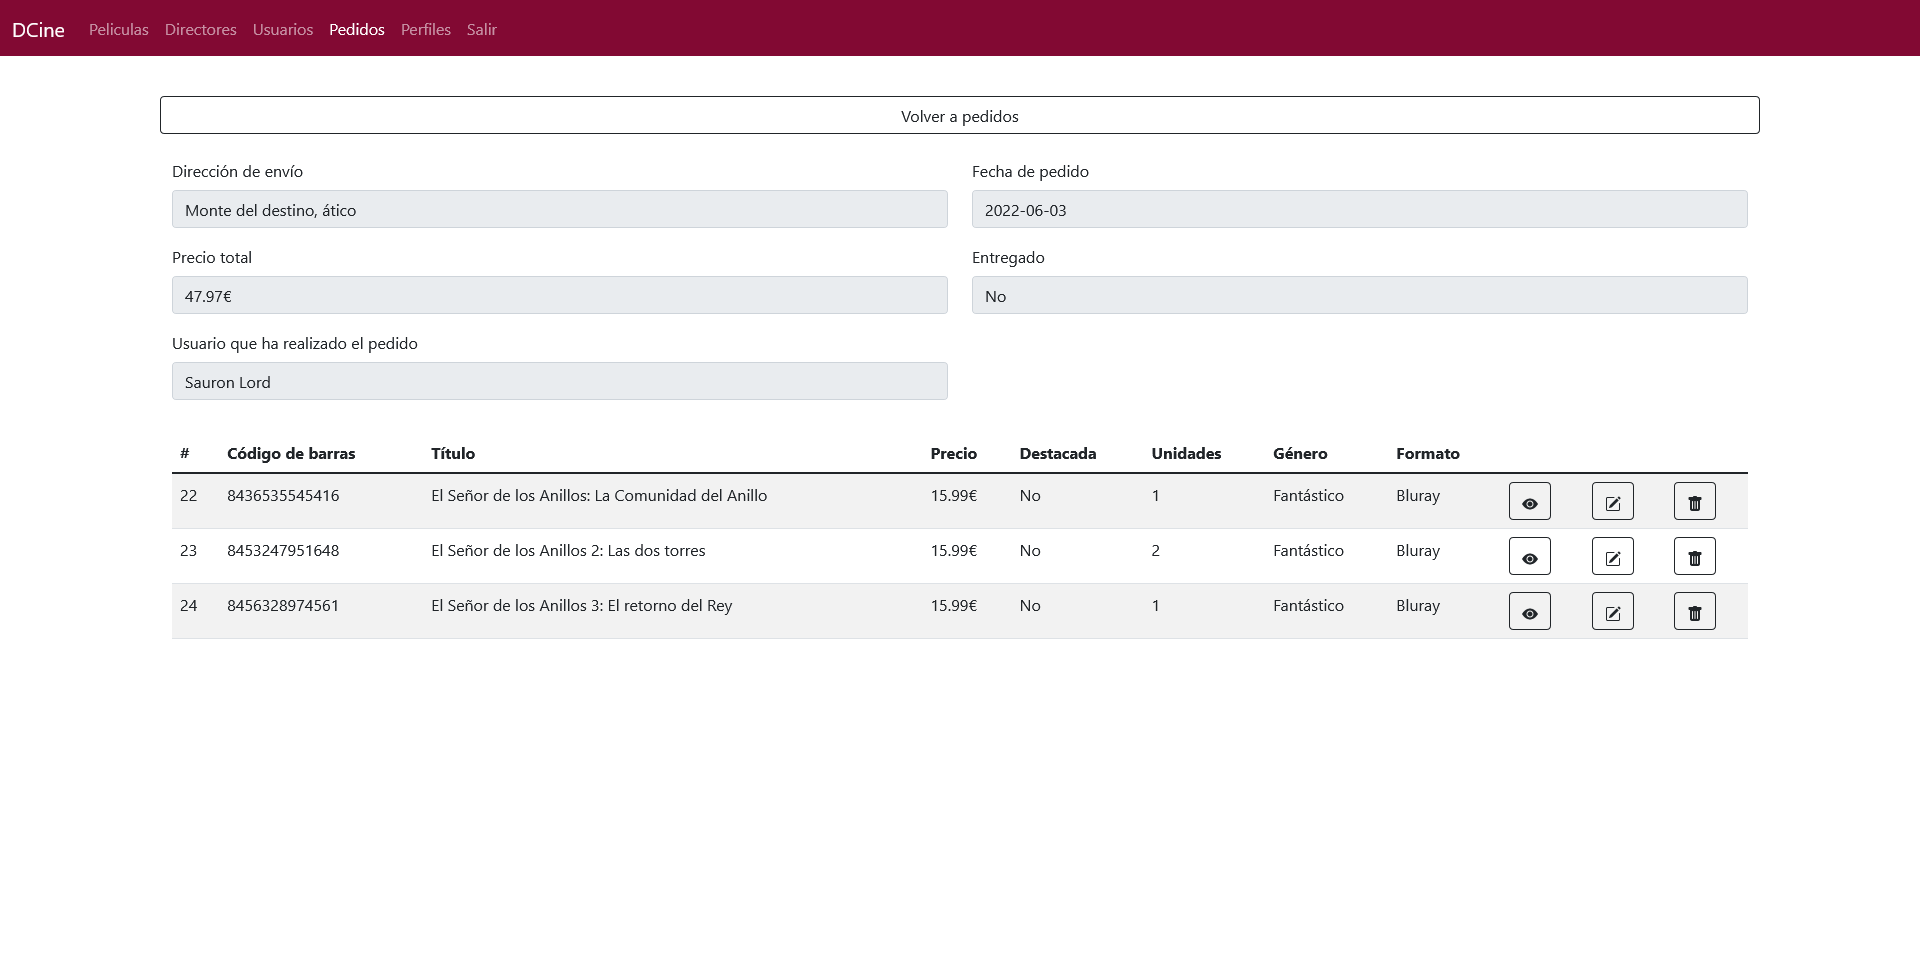 DCine Peliculas Directores Usuarios Pedidos Perfiles Salir
Volver a pedidos
Dirección de envío Fecha de pedido
Monte del destino, ático 2022-06-03
Precio total Entregado
47.97€ No
Usuario que ha realizado el pedido
Sauron Lord
# Código de barras Título Precio Destacada Unidades Género Formato
22 8436535545416 El Señor de los Anillos: La Comunidad del Anillo 15.99€ No 1 Fantástico Bluray
23 8453247951648 El Señor de los Anillos 2: Las dos torres 15.99€ No 2 Fantástico Bluray
24 8456328974561 El Señor de los Anillos 3: El retorno del Rey 15.99€ No 1 Fantástico Bluray